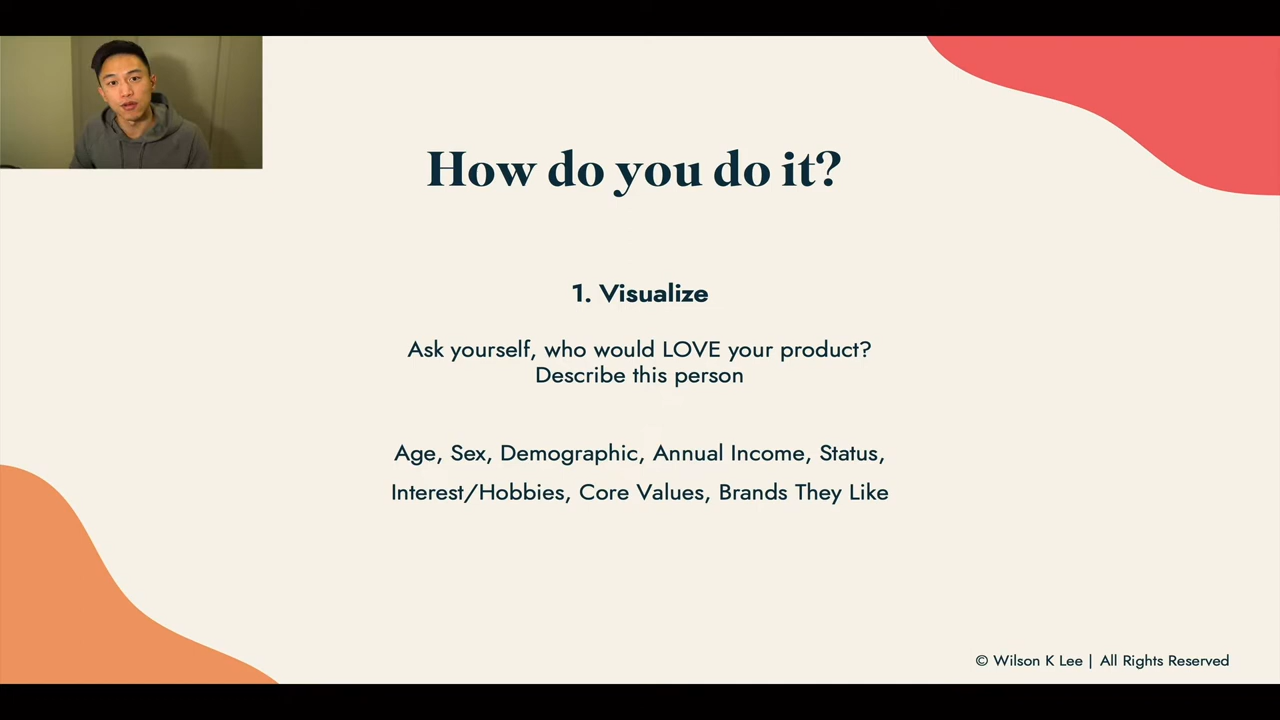 How do you do it?
1. Visualize
Ask yourself, who would LOVE your product?
Describe this person
Age, Sex, Demographic, Annual Income, Status,
Interest/Hobbies, Core Values, Brands They Like
© Wilson K Lee | All Rights Reserved